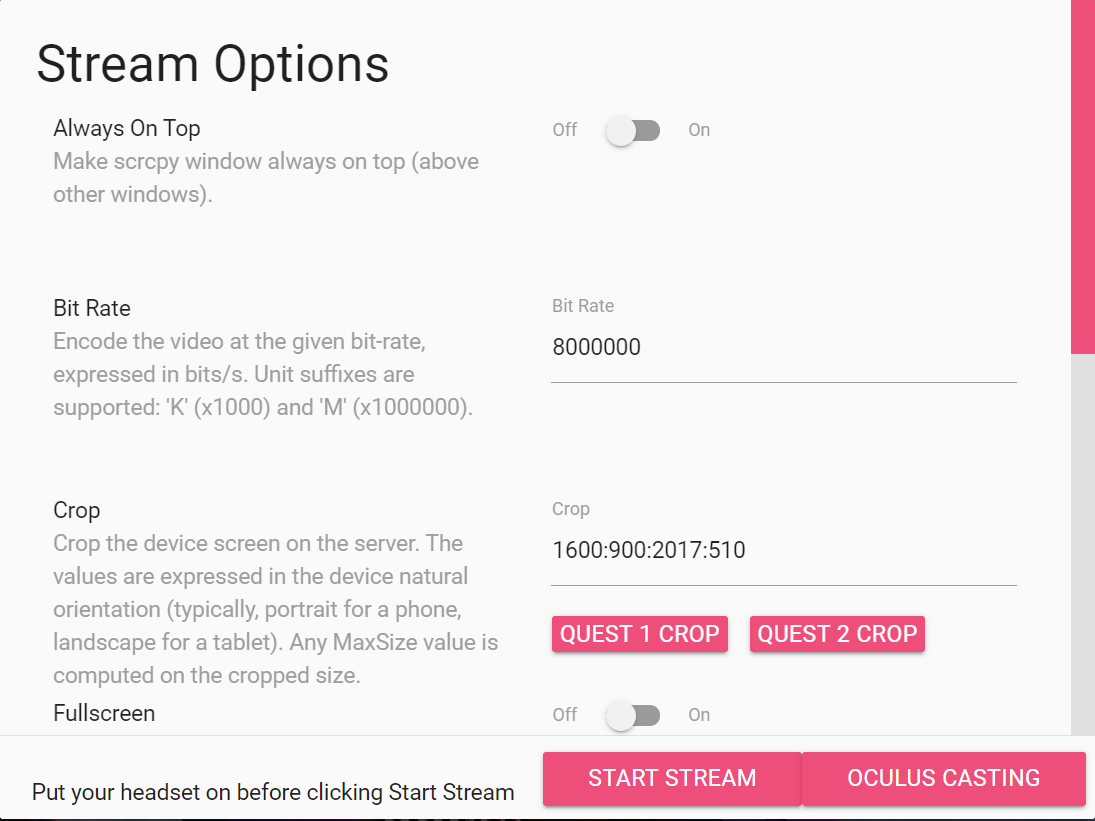 Stream Options
Always On Top
Off
On
Make scrcpy window always on top (above
other windows).
Bit Rate
Bit Rate
Encode the video at the given bit-rate,
expressed in bits/s. Unit suffixes are
supported: 'K' (x1000) and 'M' (x1000000).
8000000
Crop
Crop
Crop the device screen on the server. The
values are expressed in the device natural
orientation (typically, portrait for a phone,
landscape for a tablet). Any MaxSize value is
computed on the cropped size.
1600:900:2017:510
QUEST 1 CROP
QUEST 2 CROP
Fullscreen
Off
On
Put your headset on before clicking Start Stream
START STREAM
OCULUS CASTING